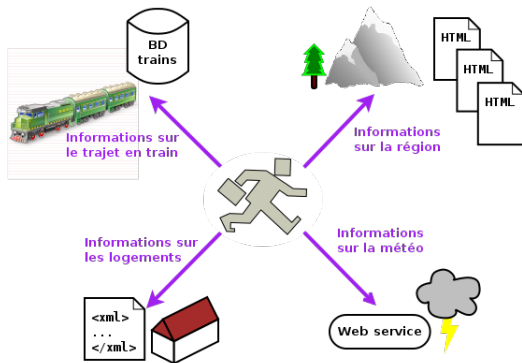 BD
trains
HTML
HTML
HTML
Informations sur
le trajet en train
Informations
sur la région
Informations sur
les logements
Informations
sur la météo
<xml>
...
</xml>
Web service